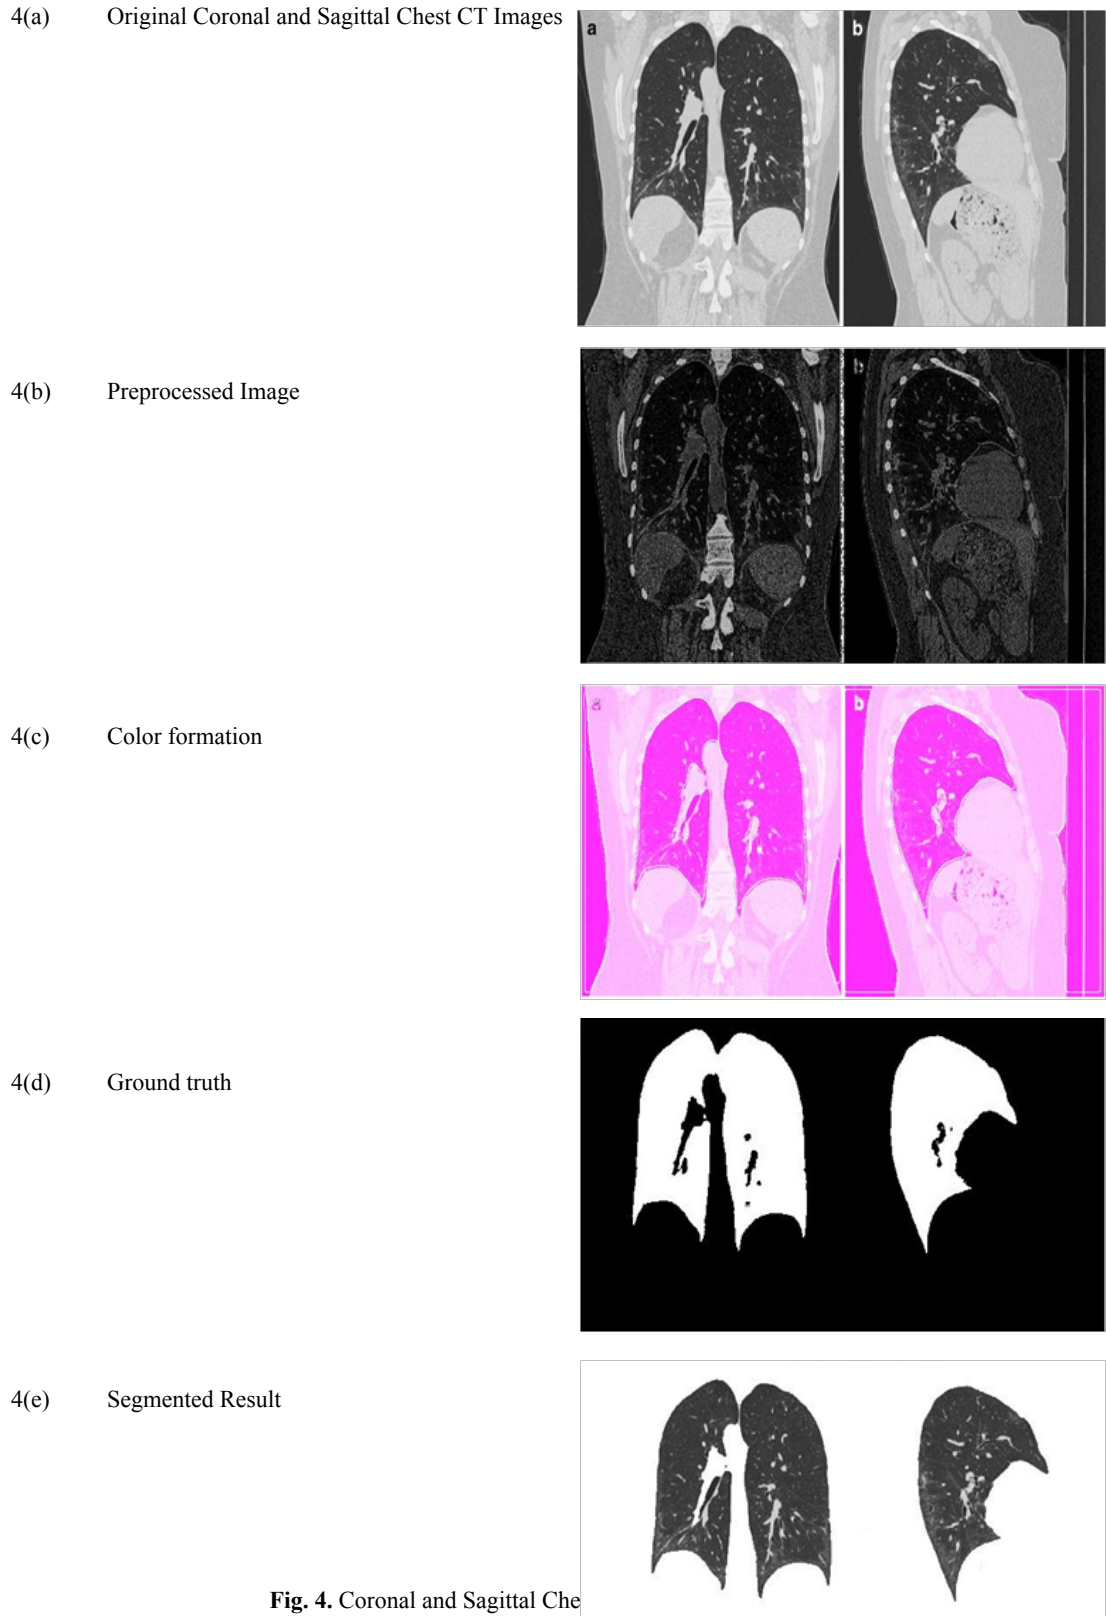 4(a) Original Coronal and Sagittal Chest CT Images
a b
4(b) Preprocessed Image
a b
4(c) Color formation
a b
4(d) Ground truth
4(e) Segmented Result
Fig. 4. Coronal and Sagittal Che